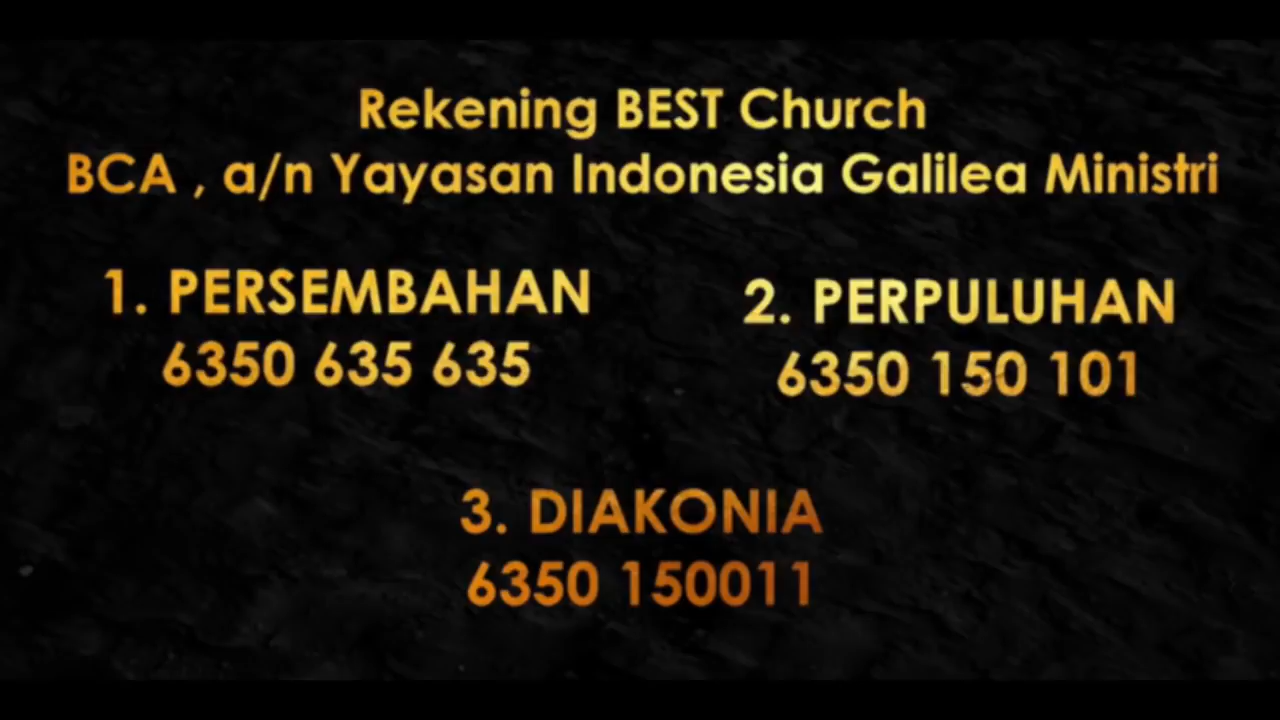 Rekening BEST Church
BCA , a/n Yayasan Indonesia Galilea Ministri
1. PERSEMBAHAN
6350 635 635
2. PERPULUHAN
6350 150 101
3. DIAKONIA
6350 150011